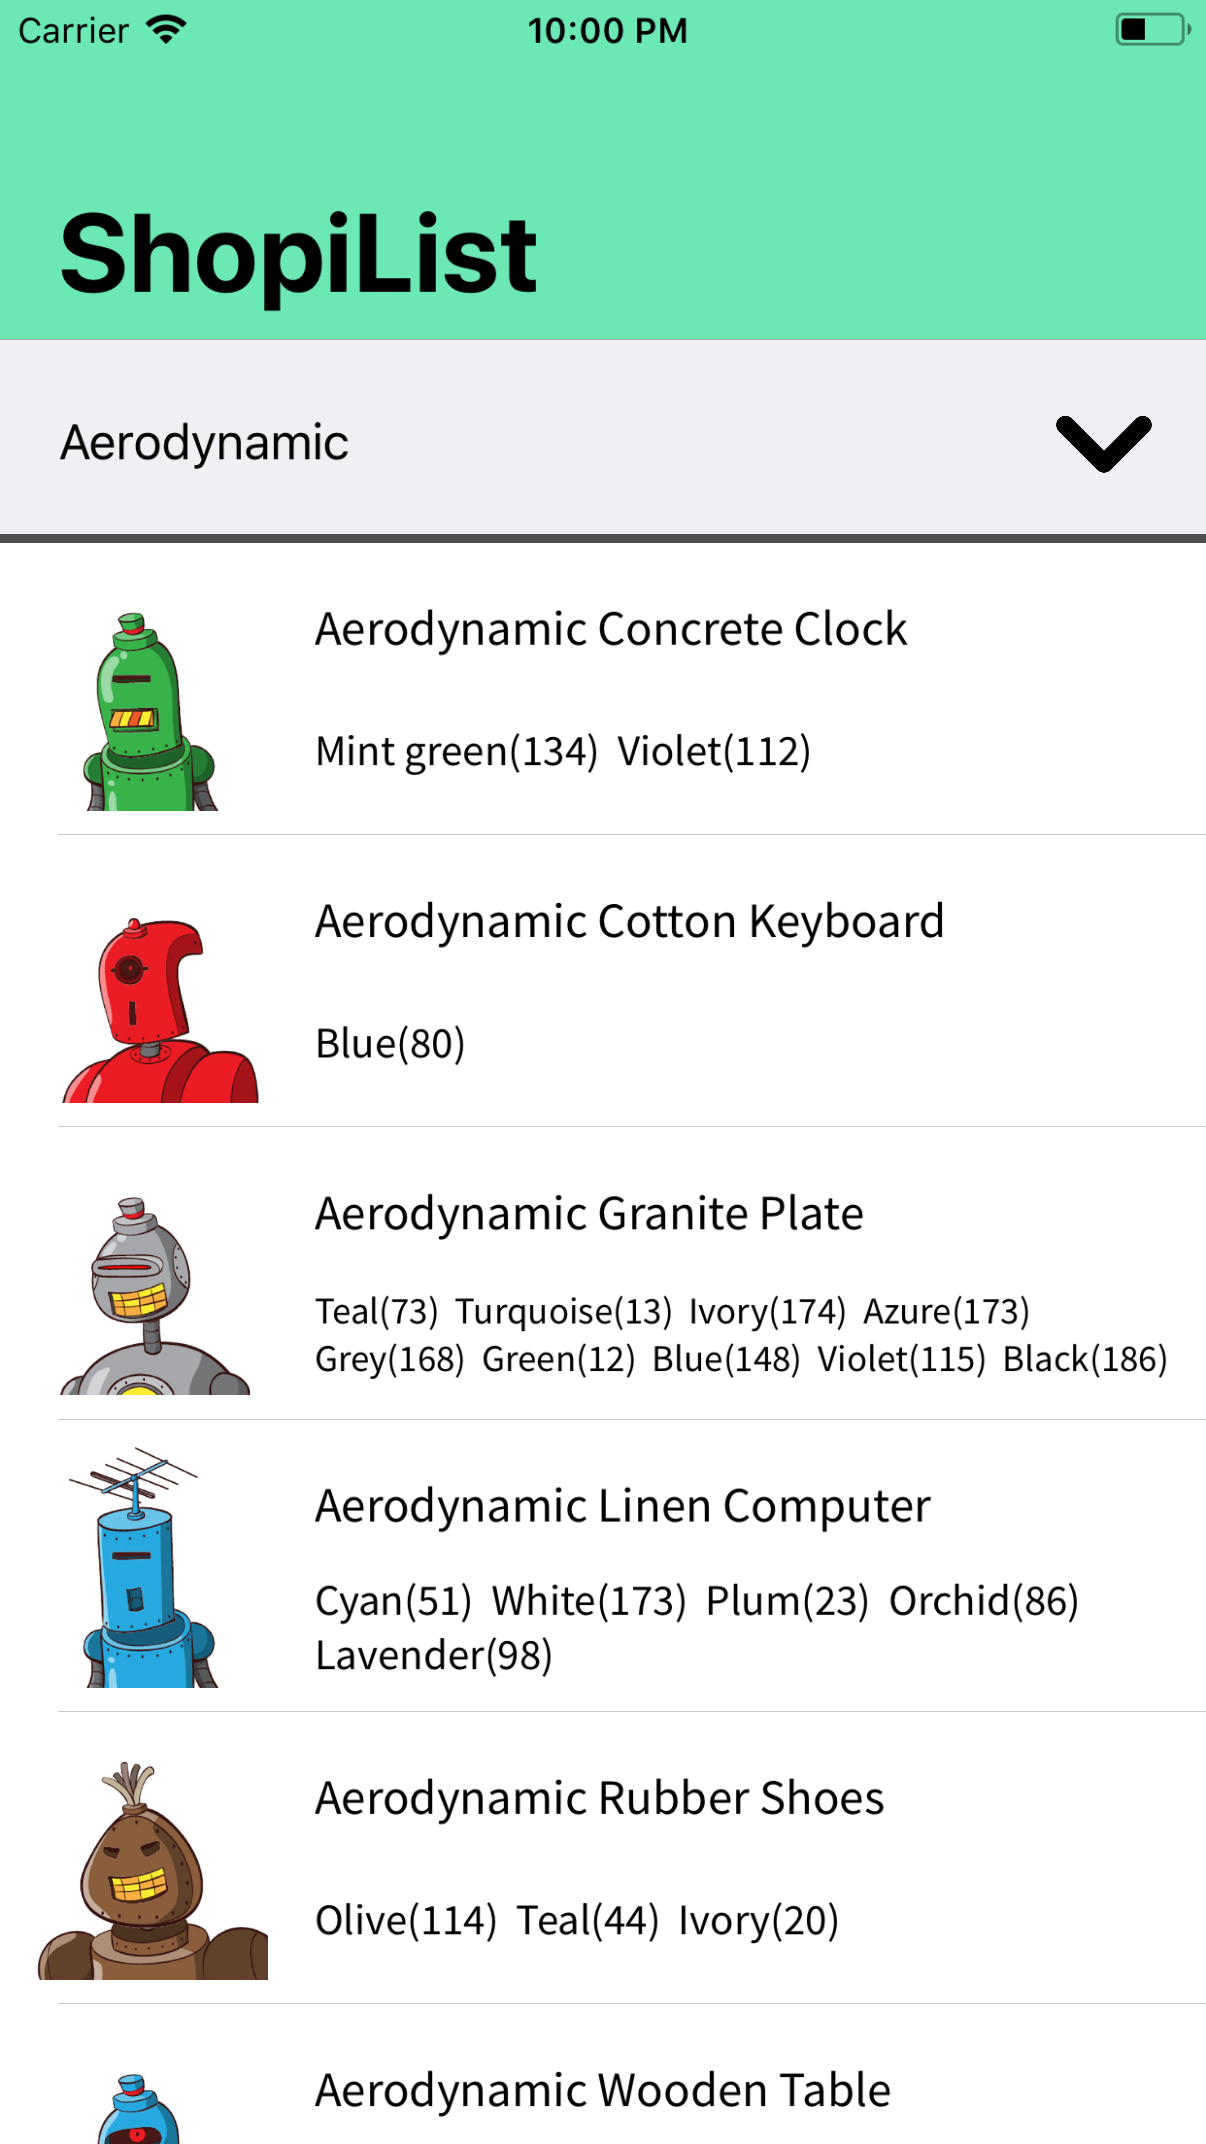 Carrier 10:00 PM
ShopiList
Aerodynamic
Aerodynamic Concrete Clock
Mint green(134) Violet(112)
Aerodynamic Cotton Keyboard
Blue(80)
Aerodynamic Granite Plate
Teal(73) Turquoise(13) Ivory(174) Azure(173)
Grey(168) Green(12) Blue(148) Violet(115) Black(186)
Aerodynamic Linen Computer
Cyan(51) White(173) Plum(23) Orchid(86)
Lavender(98)
Aerodynamic Rubber Shoes
Olive(114) Teal(44) Ivory(20)
Aerodynamic Wooden Table